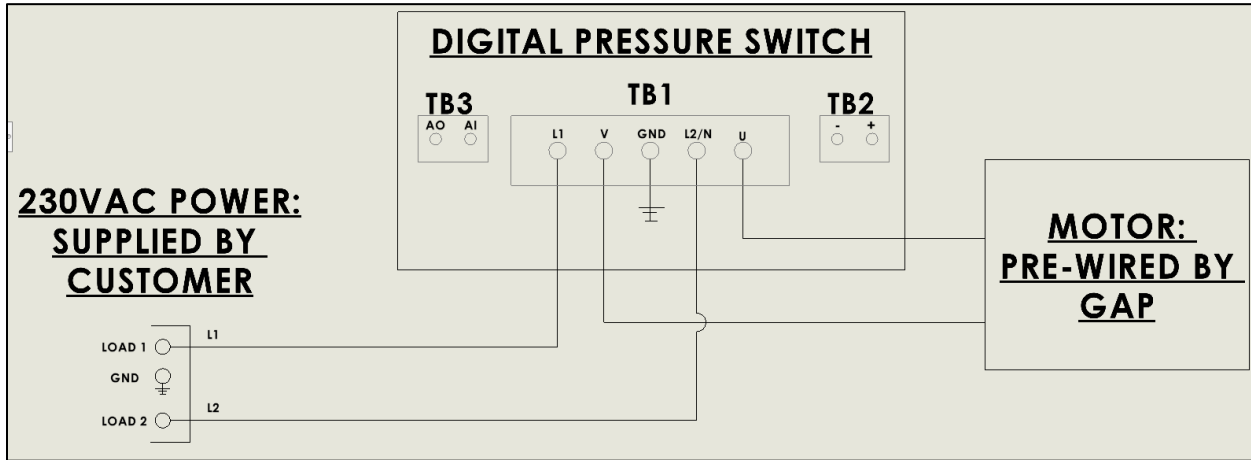 DIGITAL PRESSURE SWITCH
TB3
TB1
TB2
AO AI
L1 V GND L2/N U
- +
230VAC POWER:
SUPPLIED BY
CUSTOMER
MOTOR:
PRE-WIRED BY
GAP
LOAD 1
L1
GND
LOAD 2
L2